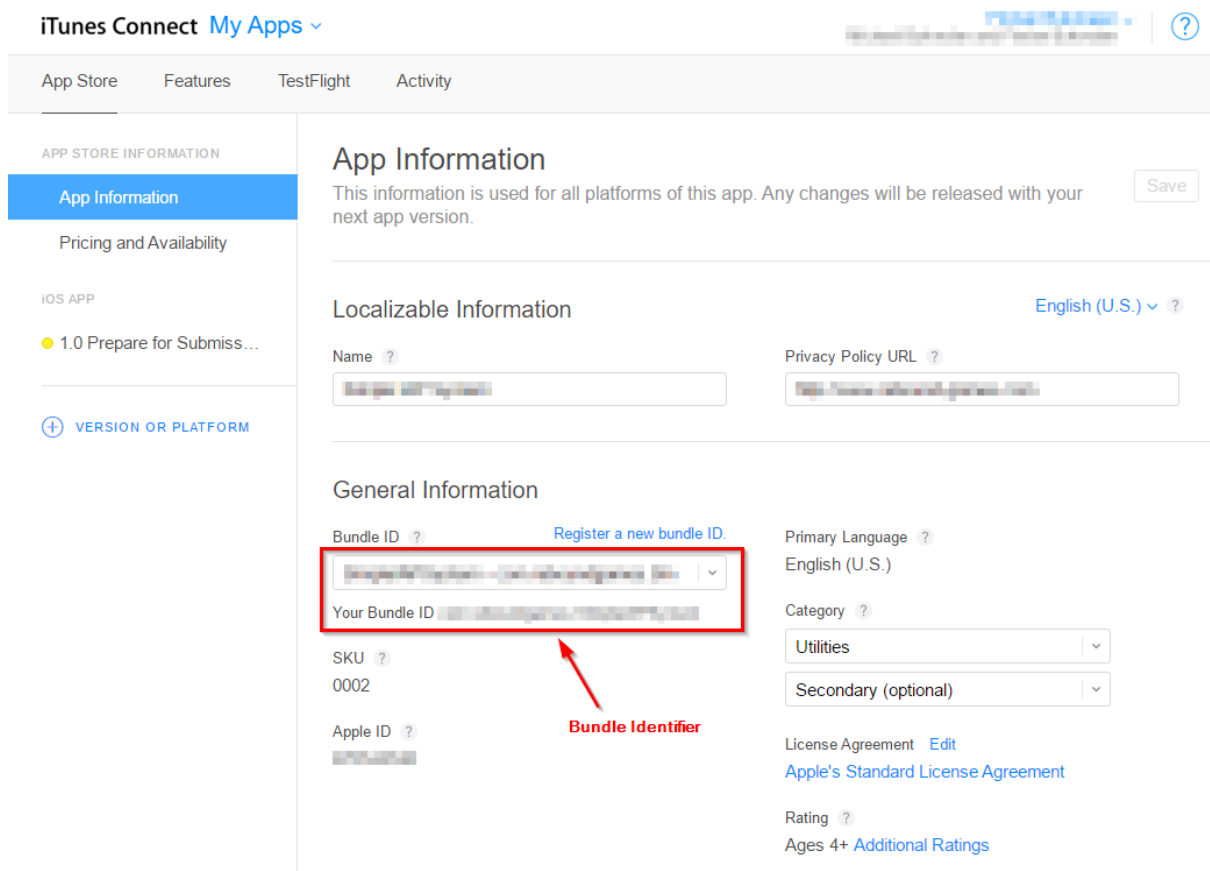 iTunes Connect My Apps
?
App Store Features TestFlight Activity
APP STORE INFORMATION
App Information
Pricing and Availability
iOS APP
1.0 Prepare for Submiss...
VERSION OR PLATFORM
App Information
This information is used for all platforms of this app. Any changes will be released with your
next app version.
Save
Localizable Information
English (U.S.) ?
Name ?
Privacy Policy URL ?
General Information
Bundle ID ?
Register a new bundle ID.
Your Bundle ID
SKU ?
0002
Apple ID ?
Bundle Identifier
Primary Language ?
English (U.S.)
Category ?
Utilities
Secondary (optional)
License Agreement Edit
Apple's Standard License Agreement
Rating ?
Ages 4+ Additional Ratings